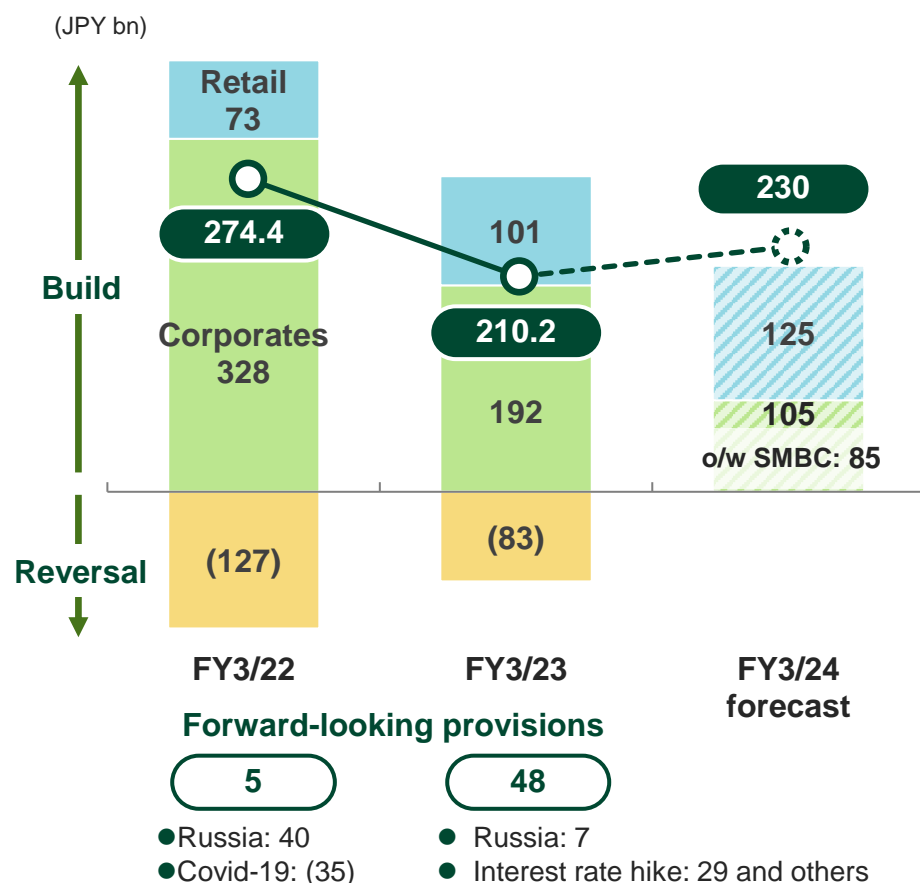 (JPY bn)
Retail
73
274.4
Corporates
328
(127)
101
210.2
192
(83)
230
125
105
o/w SMBC: 85
Build
Reversal
FY3/22
FY3/23
FY3/24
forecast
Forward-looking provisions
5
48
●Russia: 40
●Covid-19: (35)
● Russia: 7
● Interest rate hike: 29 and others